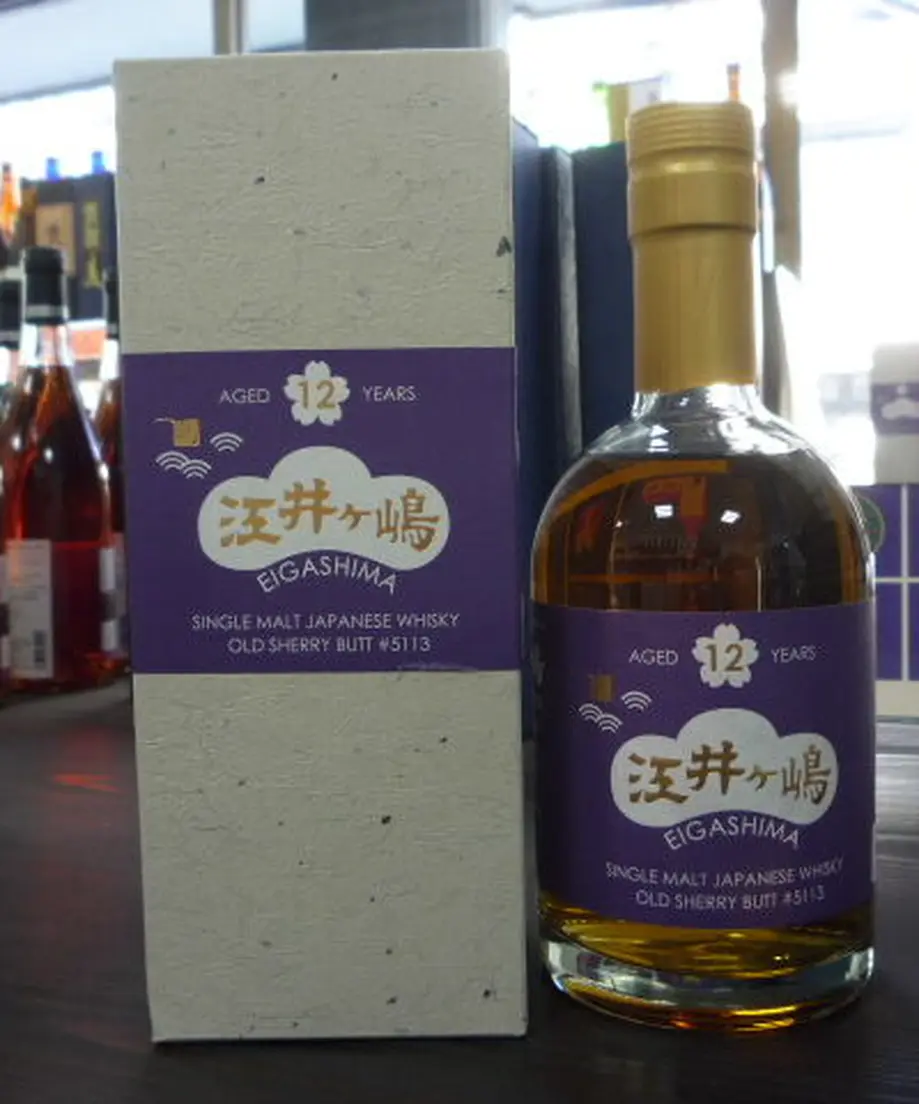 AGED 12 YEARS
江井ヶ嶋
EIGASHIMA
SINGLE MALT JAPANESE WHISKY
OLD SHERRY BUTT #5113
AGED 12 YEARS
江井ヶ嶋
EIGASHIMA
SINGLE MALT JAPANESE WHISKY
OLD SHERRY BUTT #5113